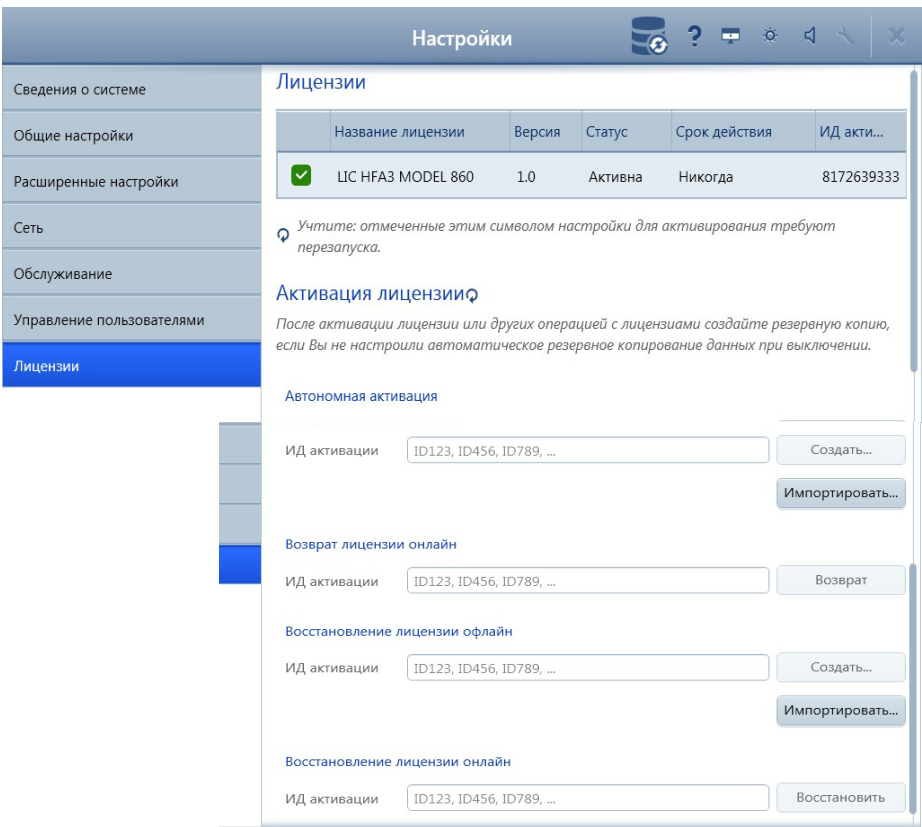 Настройки
?
Сведения о системе
Общие настройки
Расширенные настройки
Сеть
Обслуживание
Управление пользователями
Лицензии
Лицензии
Название лицензии Версия Статус Срок действия ИД акти...
LIC HFA3 MODEL 860 1.0 Активна Никогда 8172639333
Учтите: отмеченные этим символом настройки для активирования требуют
перезапуска.
Активация лицензии
После активации лицензии или других операцией с лицензиами создайте резервную копию,
если Вы не настроили автоматическое резервное копирование данных при выключении.
Автономная активация
ИД активации ID123, ID456, ID789, ... Создать...
Импортировать...
Возврат лицензии онлайн
ИД активации ID123, ID456, ID789, ... Возврат
Восстановление лицензии офлайн
ИД активации ID123, ID456, ID789, ... Создать...
Импортировать...
Восстановление лицензии онлайн
ИД активации ID123, ID456, ID789, ... Восстановить